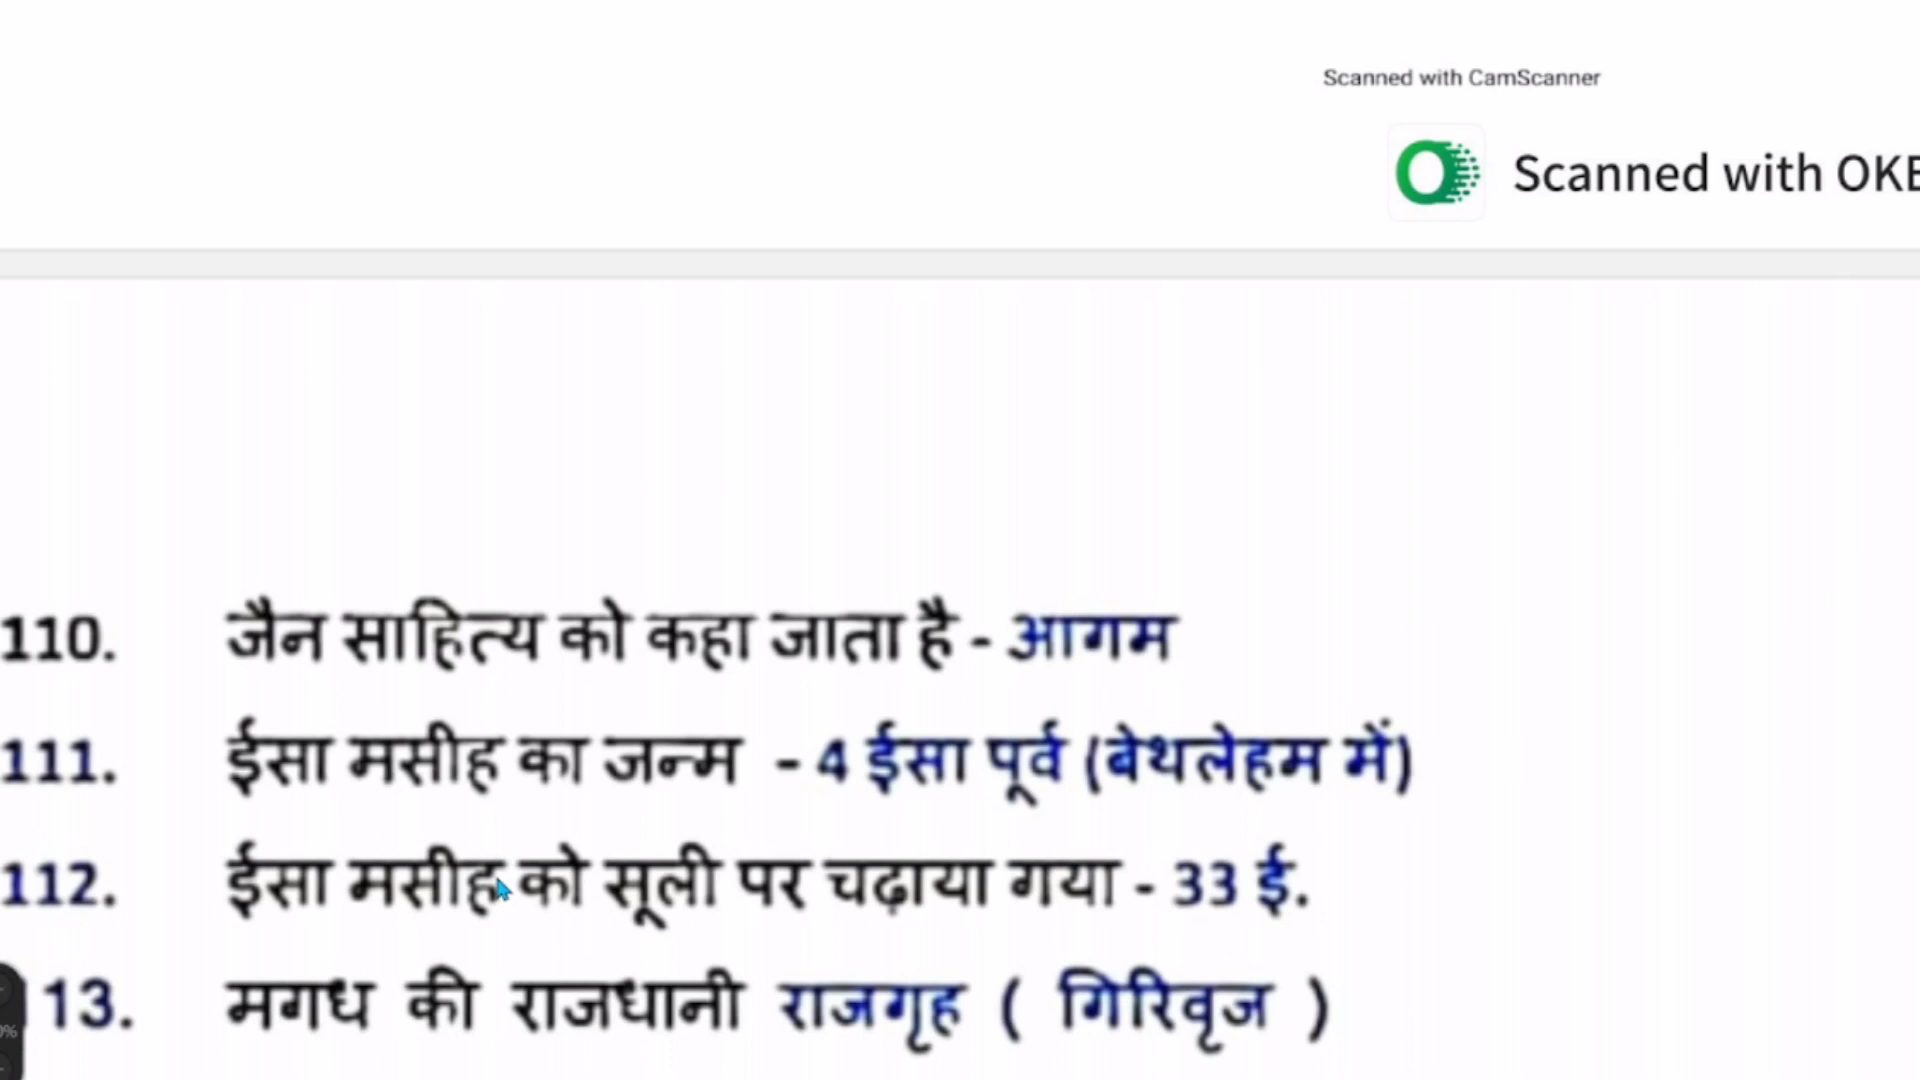 Scanned with CamScanner
Scanned with OKE
110. जैन साहित्य को कहा जाता है - आगम
111. ईसा मसीह का जन्म - 4 ईसा पूर्व (बेथलेहम में)
112. ईसा मसीह को सूली पर चढ़ाया गया - 33 ई.
113. मगध की राजधानी राजगृह ( गिरिवृज )